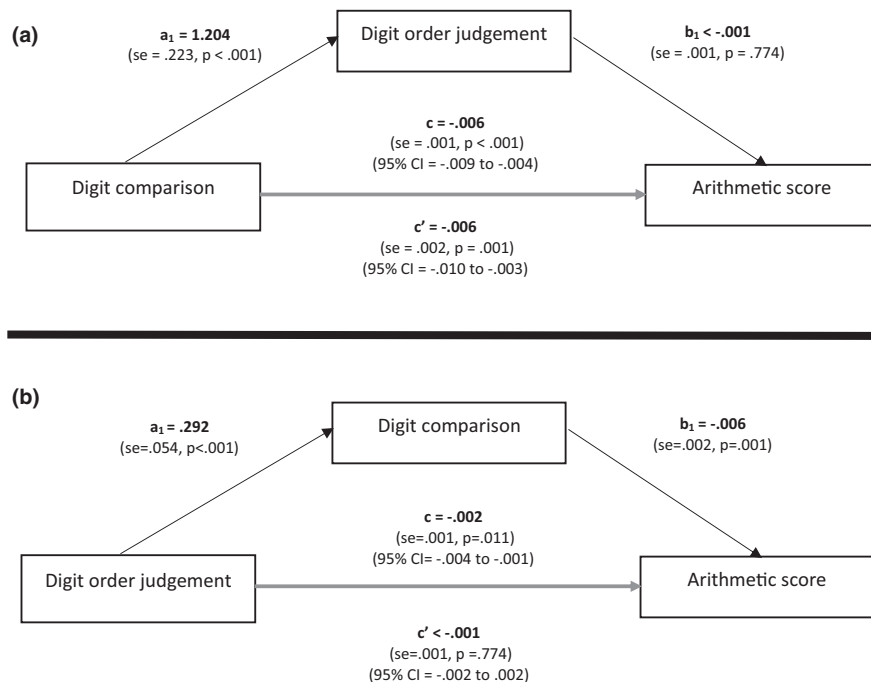 (a)
a₁ = 1.204
(se = .223, p < .001)
Digit order judgement
b₁ < -.001
(se = .001, p = .774)
c = -.006
(se = .001, p < .001)
(95% CI = -.009 to -.004)
Digit comparison
Arithmetic score
c' = -.006
(se = .002, p = .001)
(95% CI = -.010 to -.003)
(b)
a₁ = .292
(se=.054, p<.001)
Digit comparison
b₁ = -.006
(se=.002, p=.001)
c = -.002
(se=.001, p=.011)
(95% CI= -.004 to -.001)
Digit order judgement
Arithmetic score
c' < -.001
(se=.001, p =.774)
(95% CI = -.002 to .002)